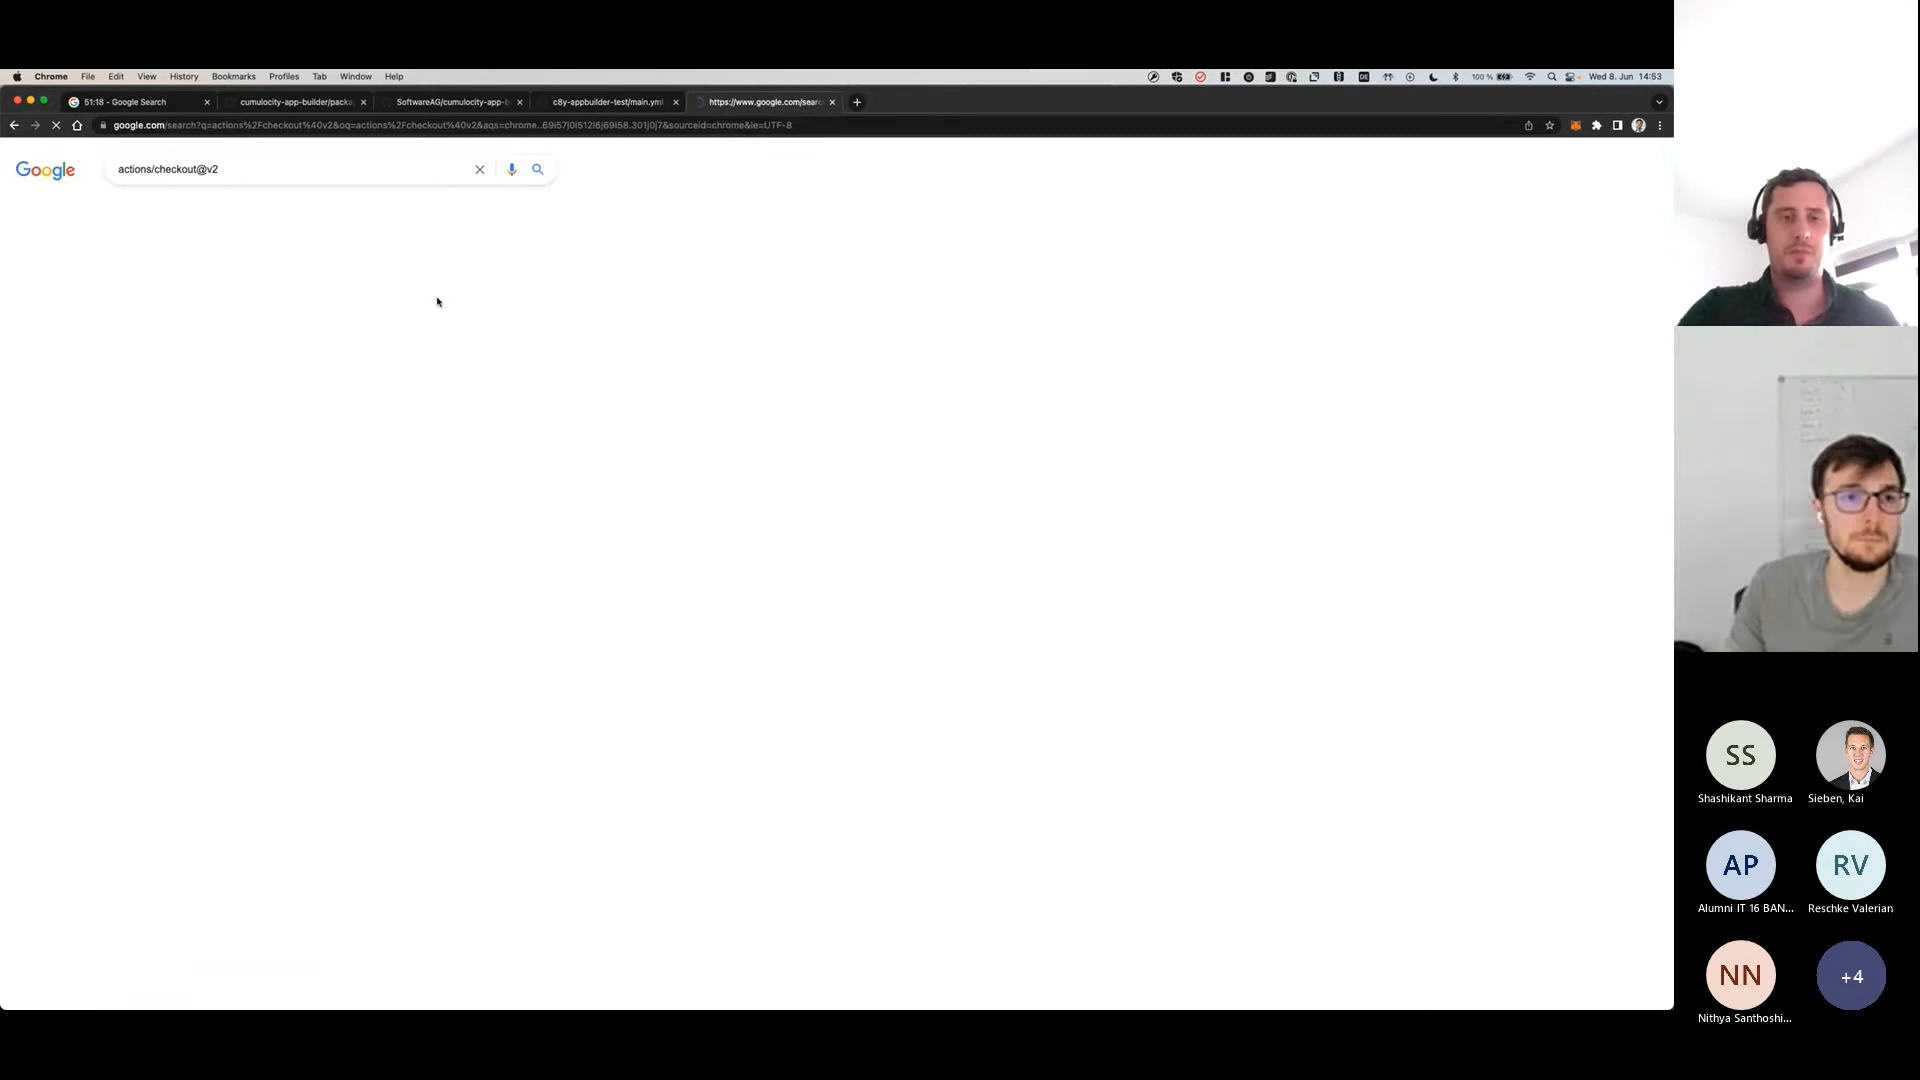 Chrome File Edit View History Bookmarks Profiles Tab Window Help
100 % Wed 8. Jun 14:53
51:18 - Google Search
cumulocity-app-builder/packa
SoftwareAG/cumulocity-app-b
c8y-appbuilder-test/main.yml
https://www.google.com/searc
google.com/search?q=actions%2Fcheckout%40v2&oq=actions%2Fcheckout%40v2&aqs=chrome..69i57j0i512l6j69i58.301j0j7&sourceid=chrome&ie=UTF-8
Google
actions/checkout@v2
SS
Shashikant Sharma
Sieben, Kai
AP
Alumni IT 16 BAN...
RV
Reschke Valerian
NN
Nithya Santhoshi...
+4